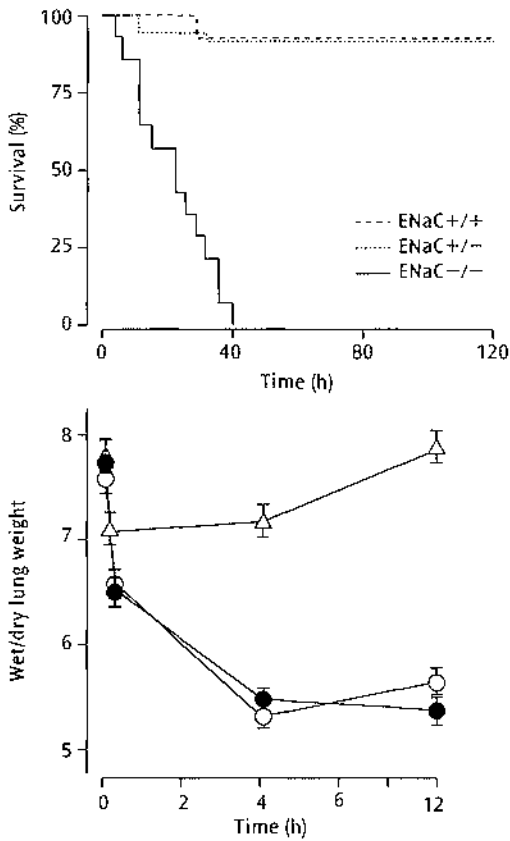 100
75
50
25
0
Survival (%)
ENaC+/+
ENaC+/−
ENaC−/−
0 40 80 120
Time (h)
8
7
6
5
Wet/dry lung weight
0 2 4 6 12
Time (h)